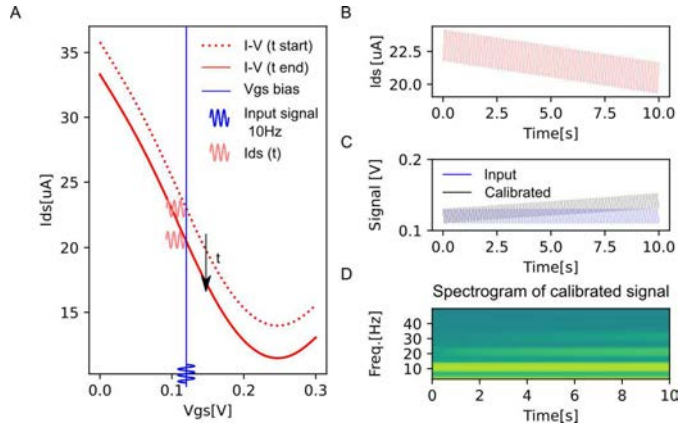 A
35
30
25
20
15
Ids[uA]
0.0
0.1
0.2
0.3
Vgs[V]
I-V (t start)
I-V (t end)
Vgs bias
Input signal
10Hz
Ids (t)
t
B
Ids [uA]
22.5
20.0
0.0
2.5
5.0
7.5
10.0
Time[s]
C
Signal [V]
0.2
0.1
Input
Calibrated
0.0
2.5
5.0
7.5
10.0
Time[s]
D
Spectrogram of calibrated signal
Freq.[Hz]
40
30
20
10
0
2
4
6
8
Time[s]